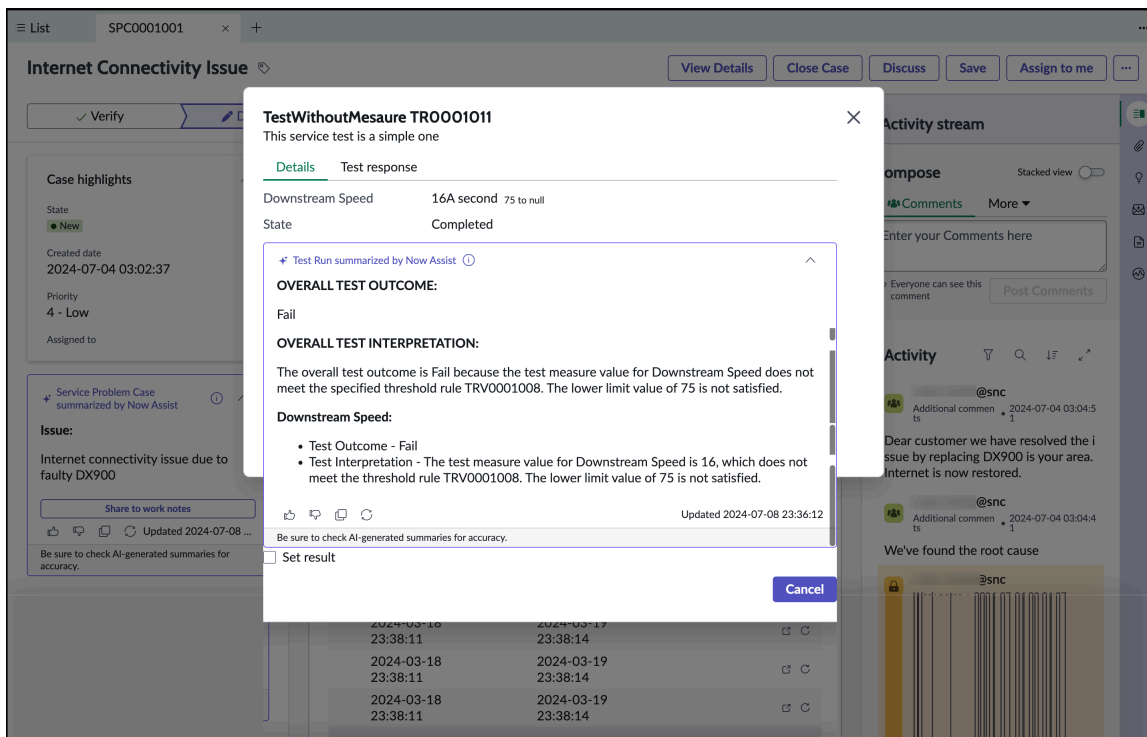 List
SPC0001001
Internet Connectivity Issue
View Details
Close Case
Discuss
Save
Assign to me
Verify
Case highlights
State
New
Created date
2024-07-04 03:02:37
Priority
4 - Low
Assigned to
Service Problem Case
summarized by Now Assist
Issue:
Internet connectivity issue due to
faulty DX900
Share to work notes
Updated 2024-07-08 ...
Be sure to check AI-generated summaries for
accuracy.
TestWithoutMesaure TR0001011
This service test is a simple one
Details
Test response
Downstream Speed
16A second 75 to null
State
Completed
Test Run summarized by Now Assist
OVERALL TEST OUTCOME:
Fail
OVERALL TEST INTERPRETATION:
The overall test outcome is Fail because the test measure value for Downstream Speed does not
meet the specified threshold rule TRV0001008. The lower limit value of 75 is not satisfied.
Downstream Speed:
• Test Outcome - Fail
• Test Interpretation - The test measure value for Downstream Speed is 16, which does not
meet the threshold rule TRV0001008. The lower limit value of 75 is not satisfied.
Updated 2024-07-08 23:36:12
Be sure to check AI-generated summaries for accuracy.
Set result
Cancel
2024-03-18 2024-03-19
23:38:11 23:38:14
2024-03-18 2024-03-19
23:38:11 23:38:14
2024-03-18 2024-03-19
23:38:11 23:38:14
Activity stream
ompose
Stacked view
Comments
More
Enter your Comments here
Everyone can see this
comment
Post Comments
Activity
@snc
Additional commen • 2024-07-04 03:04:5
ts 1
Dear customer we have resolved the i
ssue by replacing DX900 is your area.
Internet is now restored.
@snc
Additional commen • 2024-07-04 03:04:4
ts 1
We've found the root cause
@snc